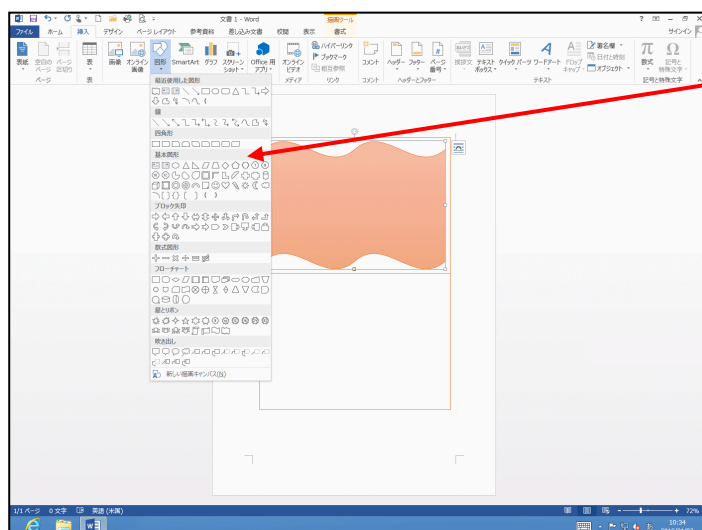 文書 1 - Word
描画ツール
ファイル ホーム 挿入 デザイン ページ レイアウト 参考資料 差し込み文書 校閲 表示 書式 サインイン
表紙 空白の ページ 表 画像 オンライン 図形 SmartArt グラフ スクリーン Office 用 オンライン ハイパーリンク コメント ヘッダー フッター ページ 挨拶文 テキスト クイック パーツ ワードアート ドロップ 署名欄 数式 記号と
ページ 区切り 画像 ショット アプリ ビデオ ブックマーク 番号 ボックス キャップ 日付と時刻 特殊文字
相互参照 オブジェクト
ページ 表 メディア リンク コメント ヘッダーとフッター テキスト 記号と特殊文字
最近使用した図形
線
四角形
基本図形
ブロック矢印
数式図形
フローチャート
星とリボン
吹き出し
新しい描画キャンバス(N)
1/1 ページ 0 文字 英語 (米国) 72%
10:34